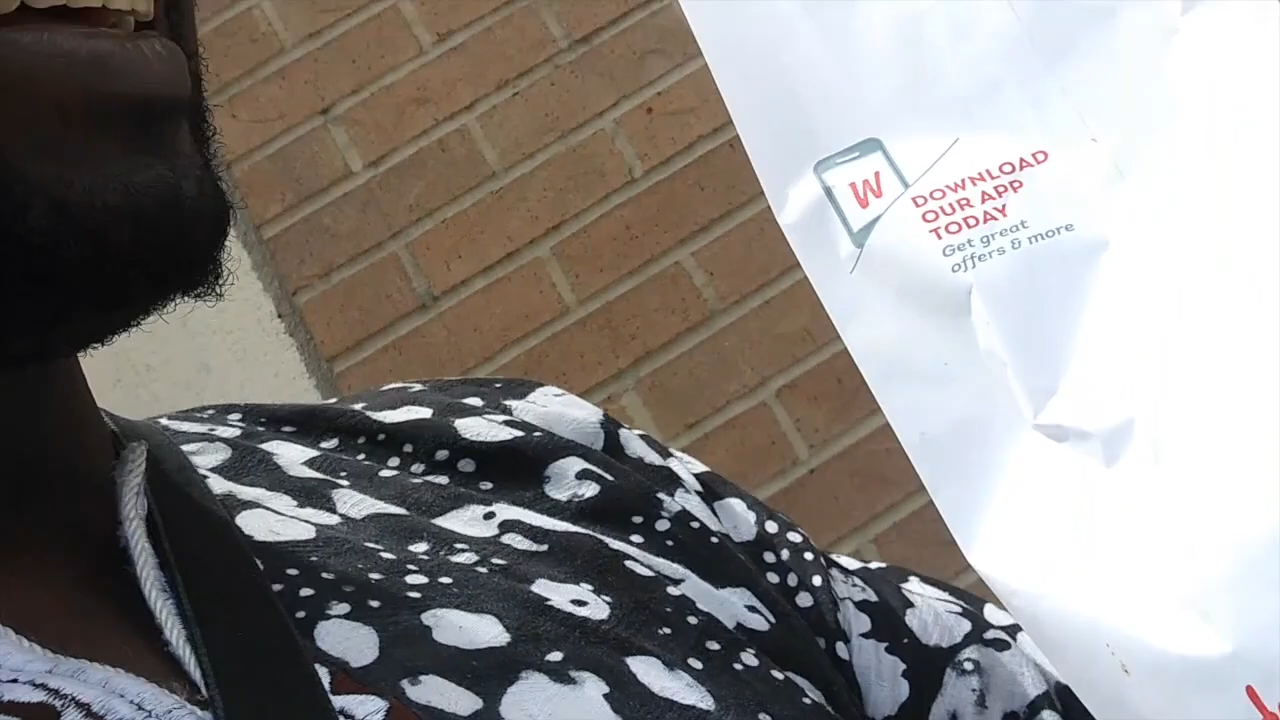 W
DOWNLOAD
OUR APP
TODAY
Get great
offers & more